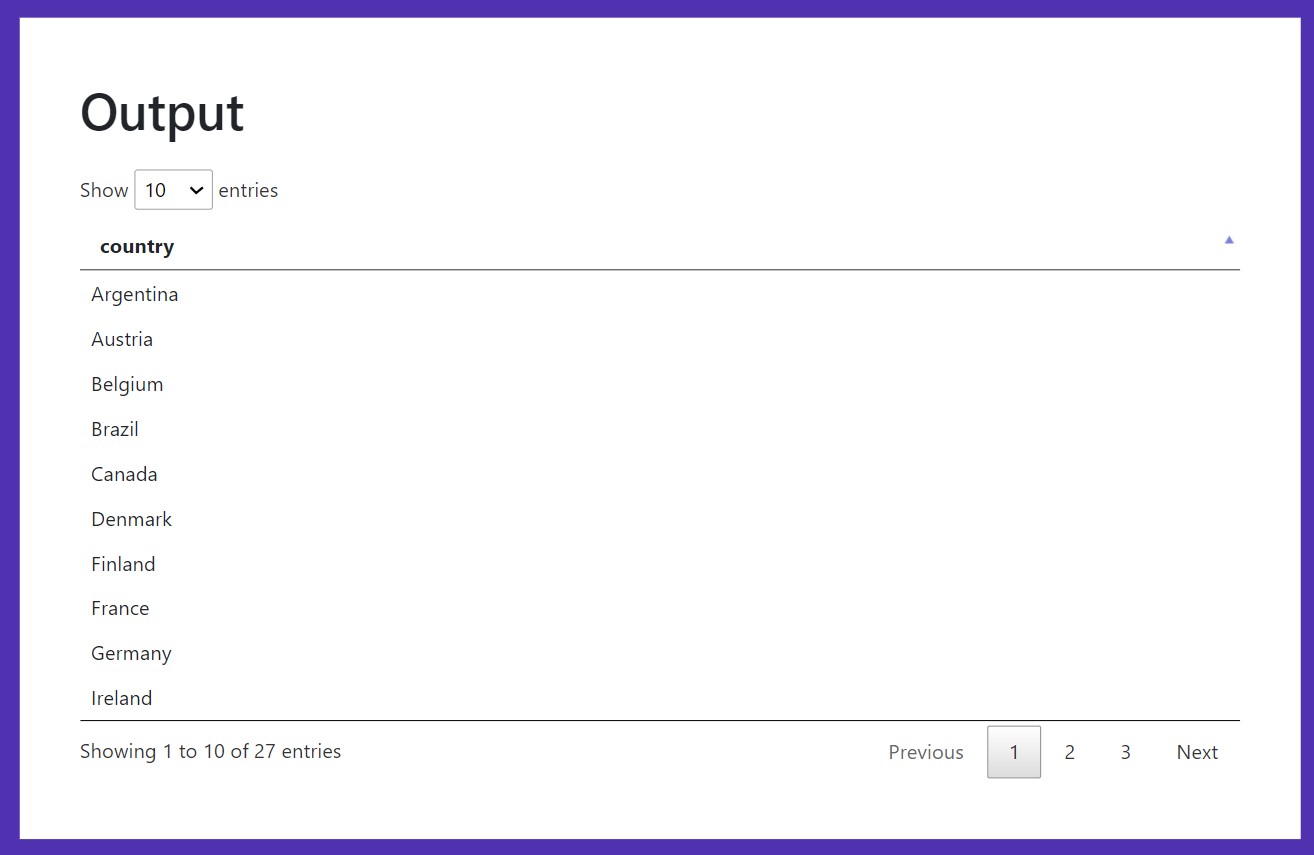 Output
Show 10 entries
country
Argentina
Austria
Belgium
Brazil
Canada
Denmark
Finland
France
Germany
Ireland
Showing 1 to 10 of 27 entries
Previous 1 2 3 Next